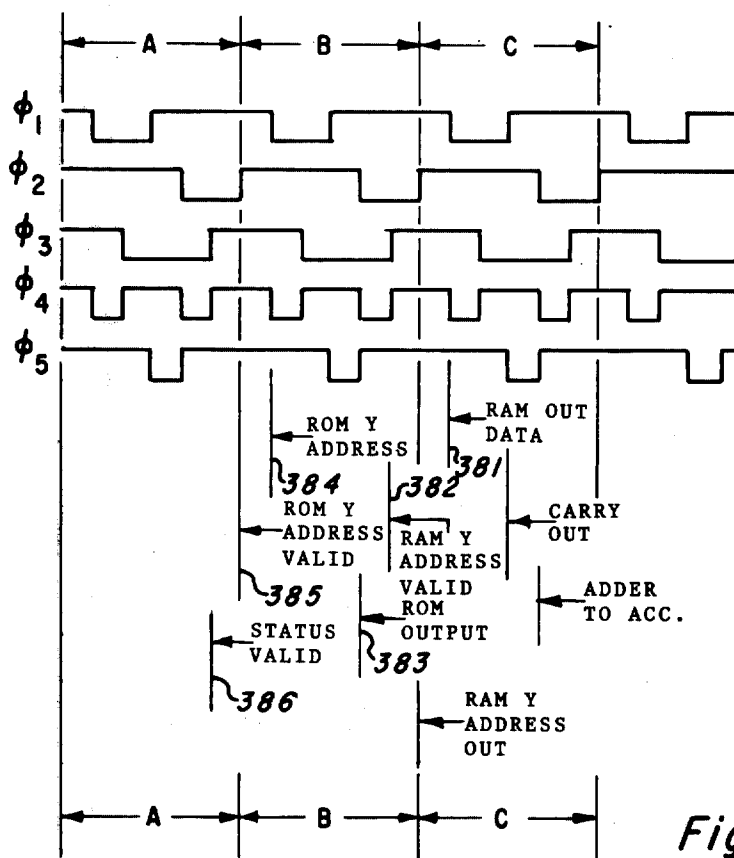 A B C
ϕ1
ϕ2
ϕ3
ϕ4
ϕ5
ROM Y
ADDRESS
384
RAM OUT
DATA
381
382
ROM Y
ADDRESS
VALID
385
RAM Y
ADDRESS
VALID
CARRY
OUT
STATUS
VALID
386
ROM
OUTPUT
383
ADDER
TO ACC.
RAM Y
ADDRESS
OUT
A B C
Fig